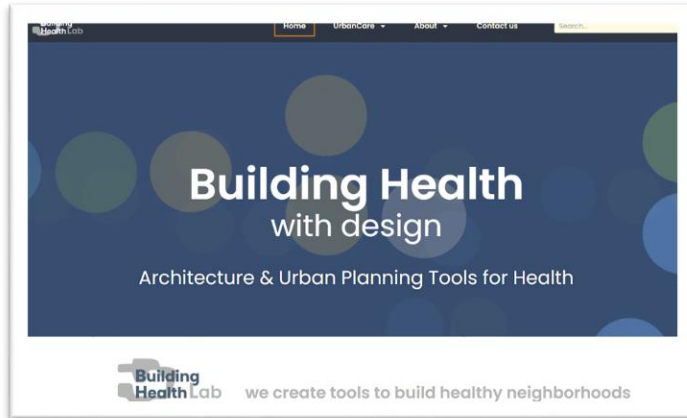 Building
Health Lab
Home UrbanCare About Contact us Search...
Building Health
with design
Architecture & Urban Planning Tools for Health
Building
Health Lab we create tools to build healthy neighborhoods